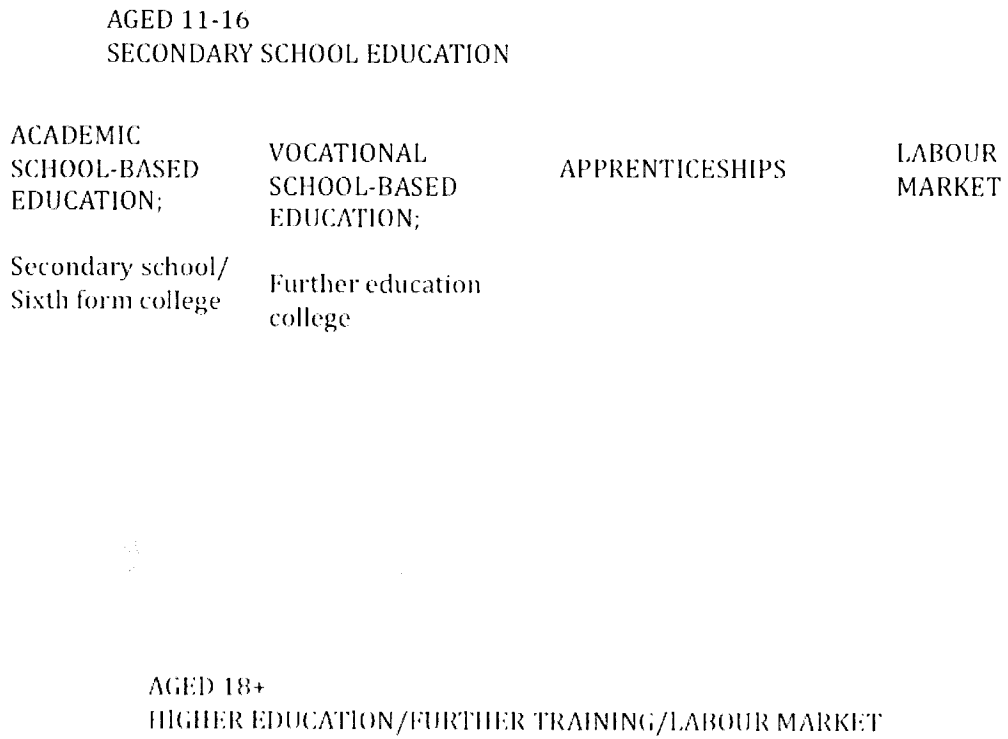 AGED 11-16
SECONDARY SCHOOL EDUCATION
ACADEMIC
SCHOOL-BASED
EDUCATION;
Secondary school/
Sixth form college
VOCATIONAL
SCHOOL-BASED
EDUCATION;
Further education
college
APPRENTICESHIPS
LABOUR
MARKET
AGED 18+
HIGHER EDUCATION/FURTHER TRAINING/LABOUR MARKET